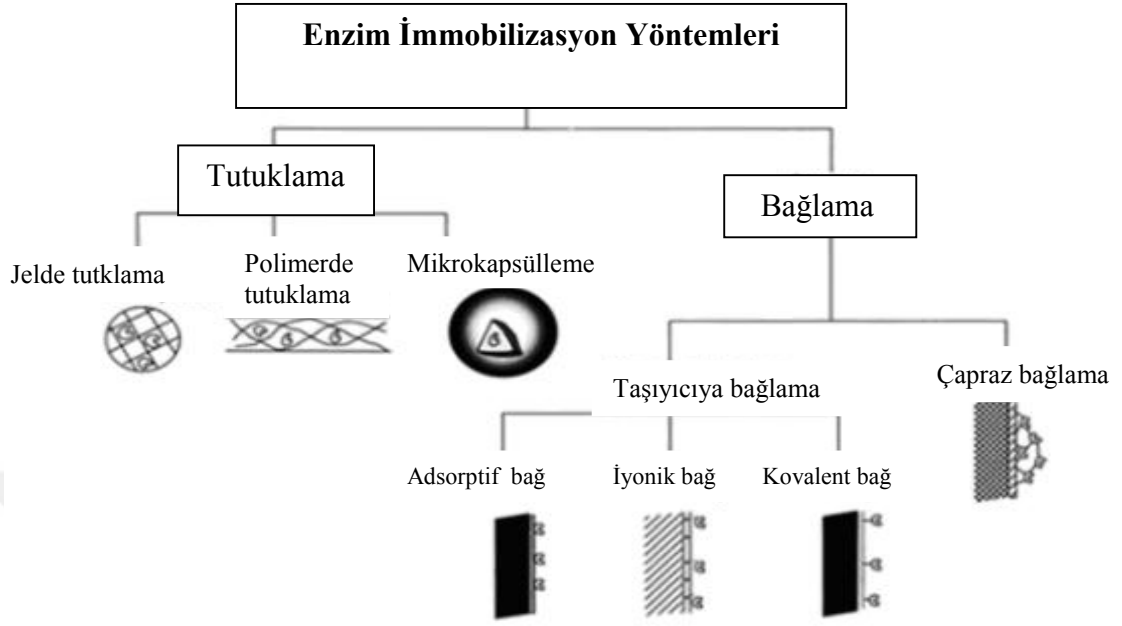 Enzim İmmobilizasyon Yöntemleri
Tutuklama
Bağlama
Jelde tutklama
Polimerde
tutuklama
Mikrokapsülleme
Taşıyıcıya bağlama
Çapraz bağlama
Adsorptif bağ
İyonik bağ
Kovalent bağ